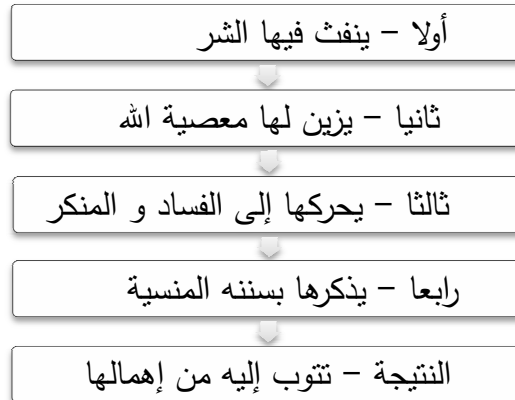 أولا – ينفث فيها الشر
ثانيا – يزين لها معصية الله
ثالثا – يحركها إلى الفساد و المنكر
رابعا – يذكرها بسننه المنسية
النتيجة – تتوب إليه من إهمالها